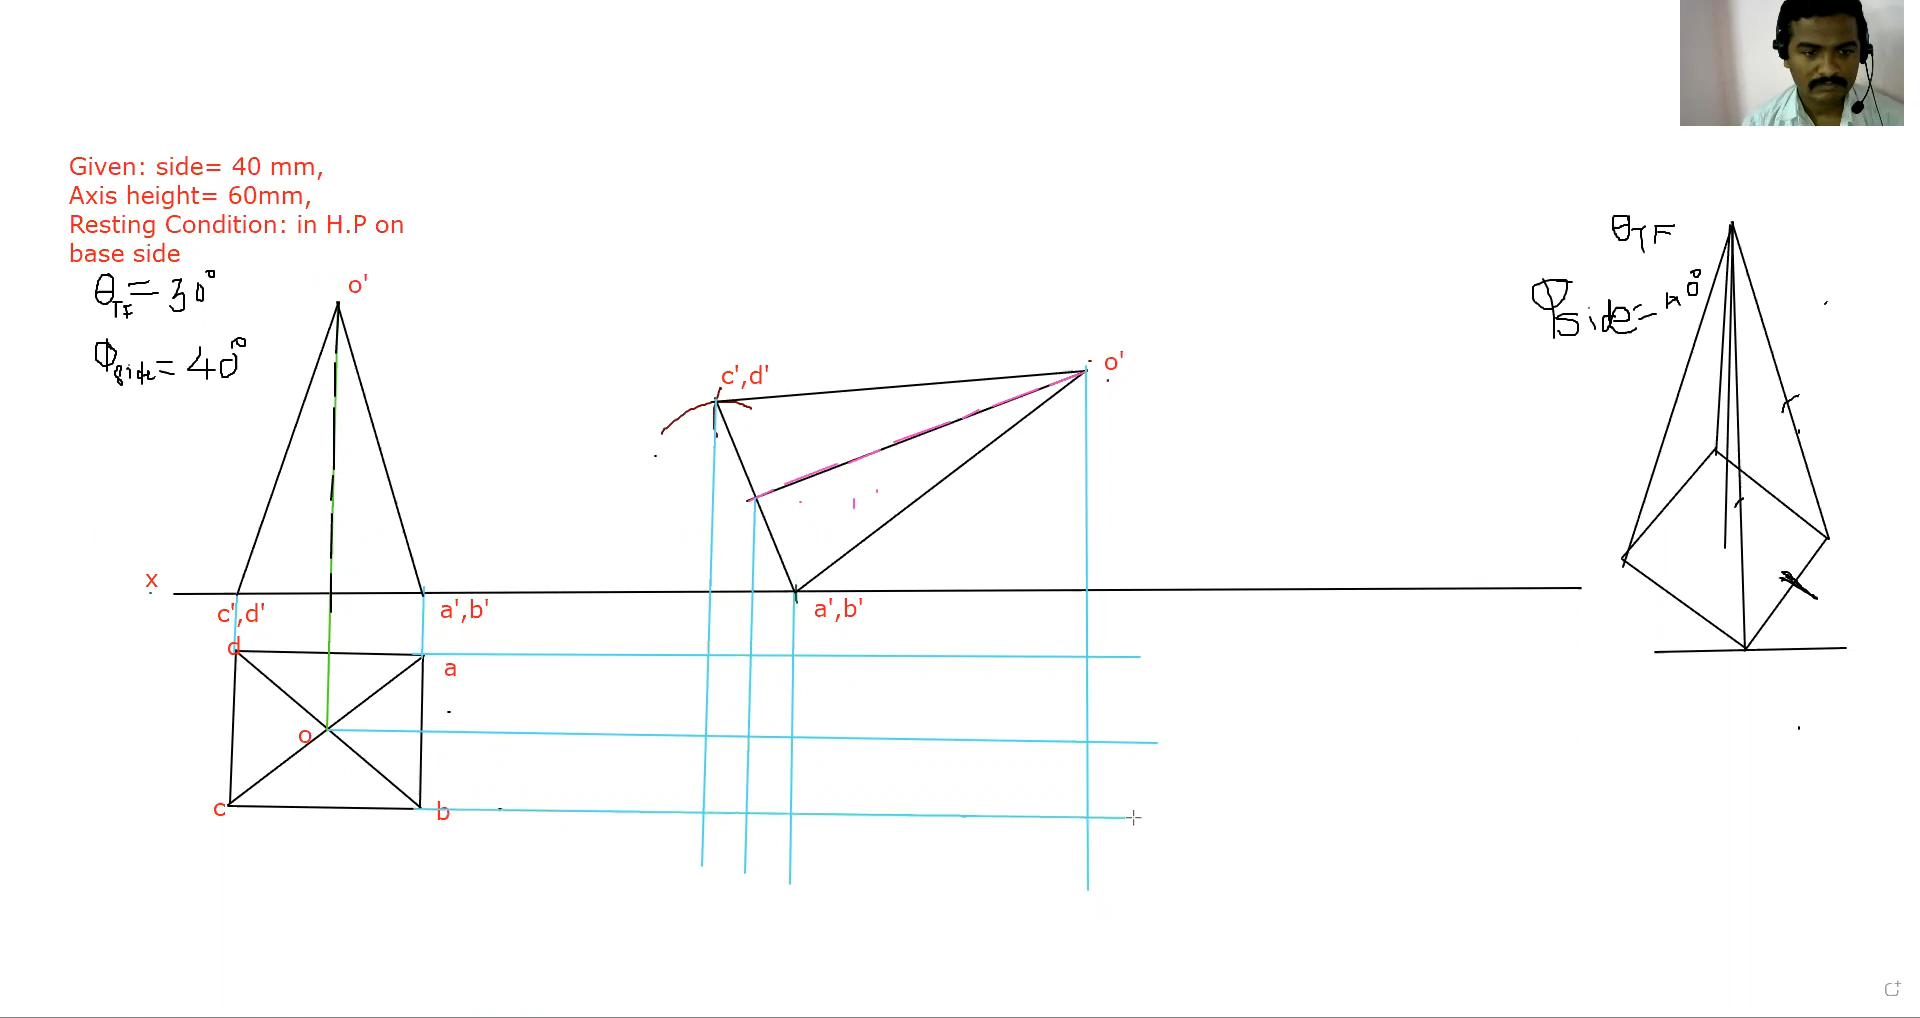 Given: side= 40 mm,
Axis height= 60mm,
Resting Condition: in H.P on
base side
θTF = 30°
Φside = 40°
o'
x
c',d'
a',b'
d
a
o
c
b
c',d'
o'
a',b'
θTF
Φside=